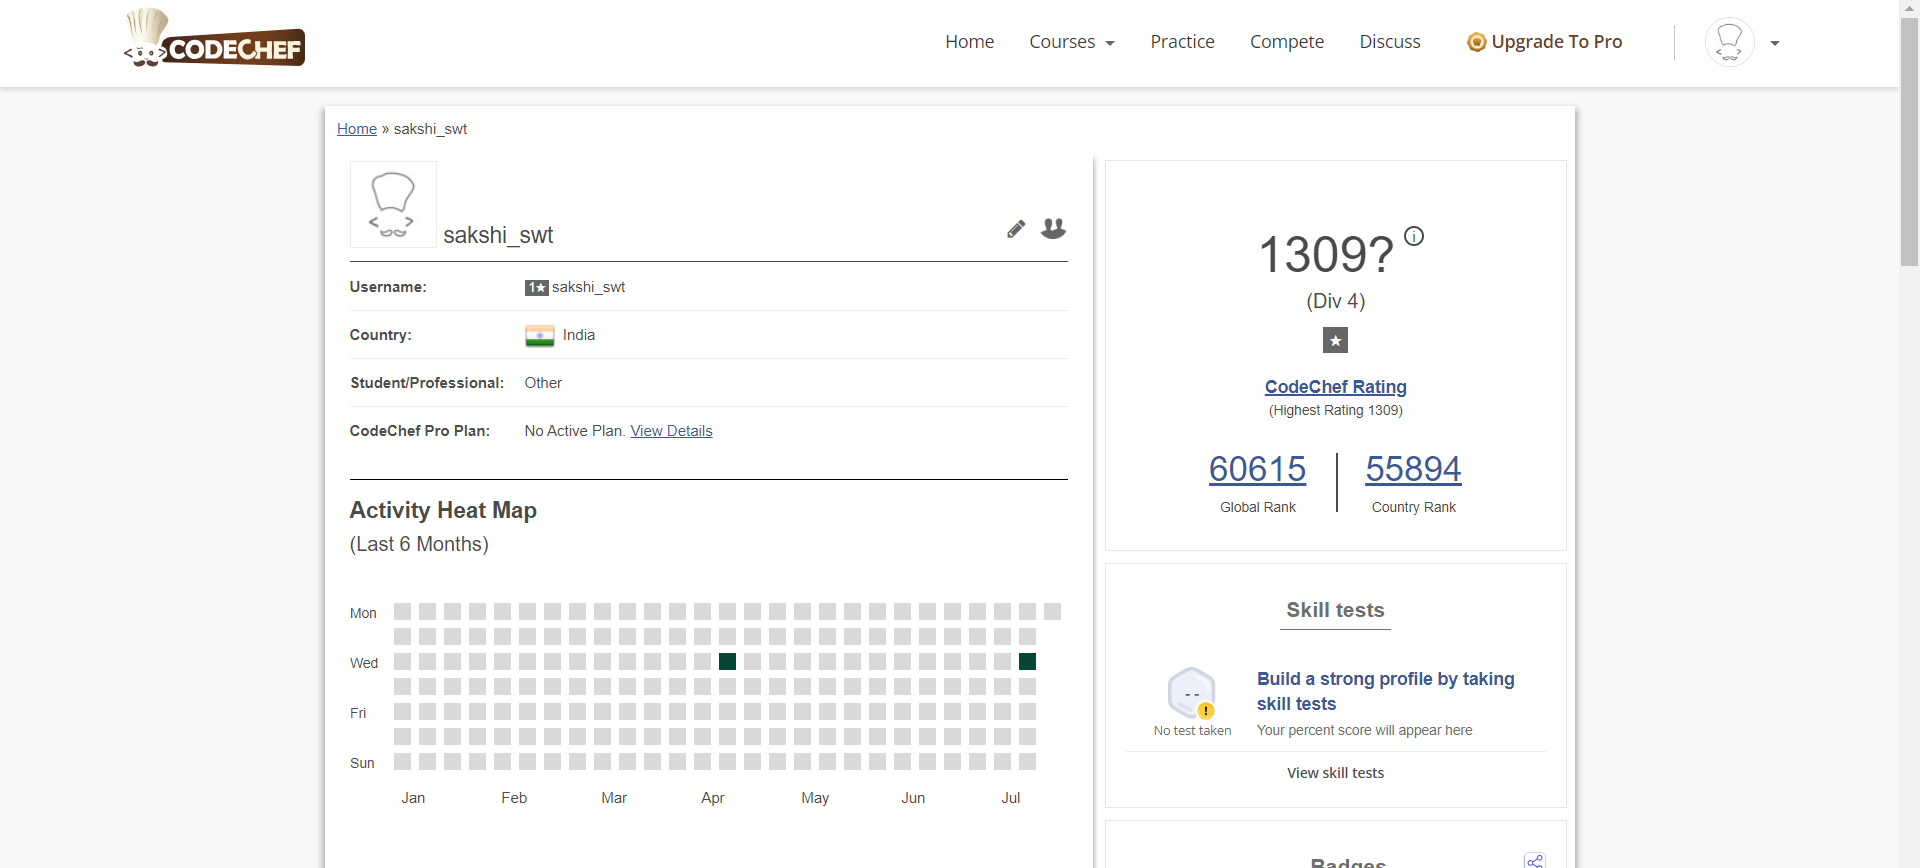 CODECHEF
Home Courses Practice Compete Discuss Upgrade To Pro
Home » sakshi_swt
sakshi_swt
Username: 1★ sakshi_swt
Country: India
Student/Professional: Other
CodeChef Pro Plan: No Active Plan. View Details
Activity Heat Map
(Last 6 Months)
Mon
Wed
Fri
Sun
Jan Feb Mar Apr May Jun Jul
1309?
(Div 4)
★
CodeChef Rating
(Highest Rating 1309)
60615 55894
Global Rank Country Rank
Skill tests
Build a strong profile by taking
skill tests
No test taken
Your percent score will appear here
View skill tests
Badges